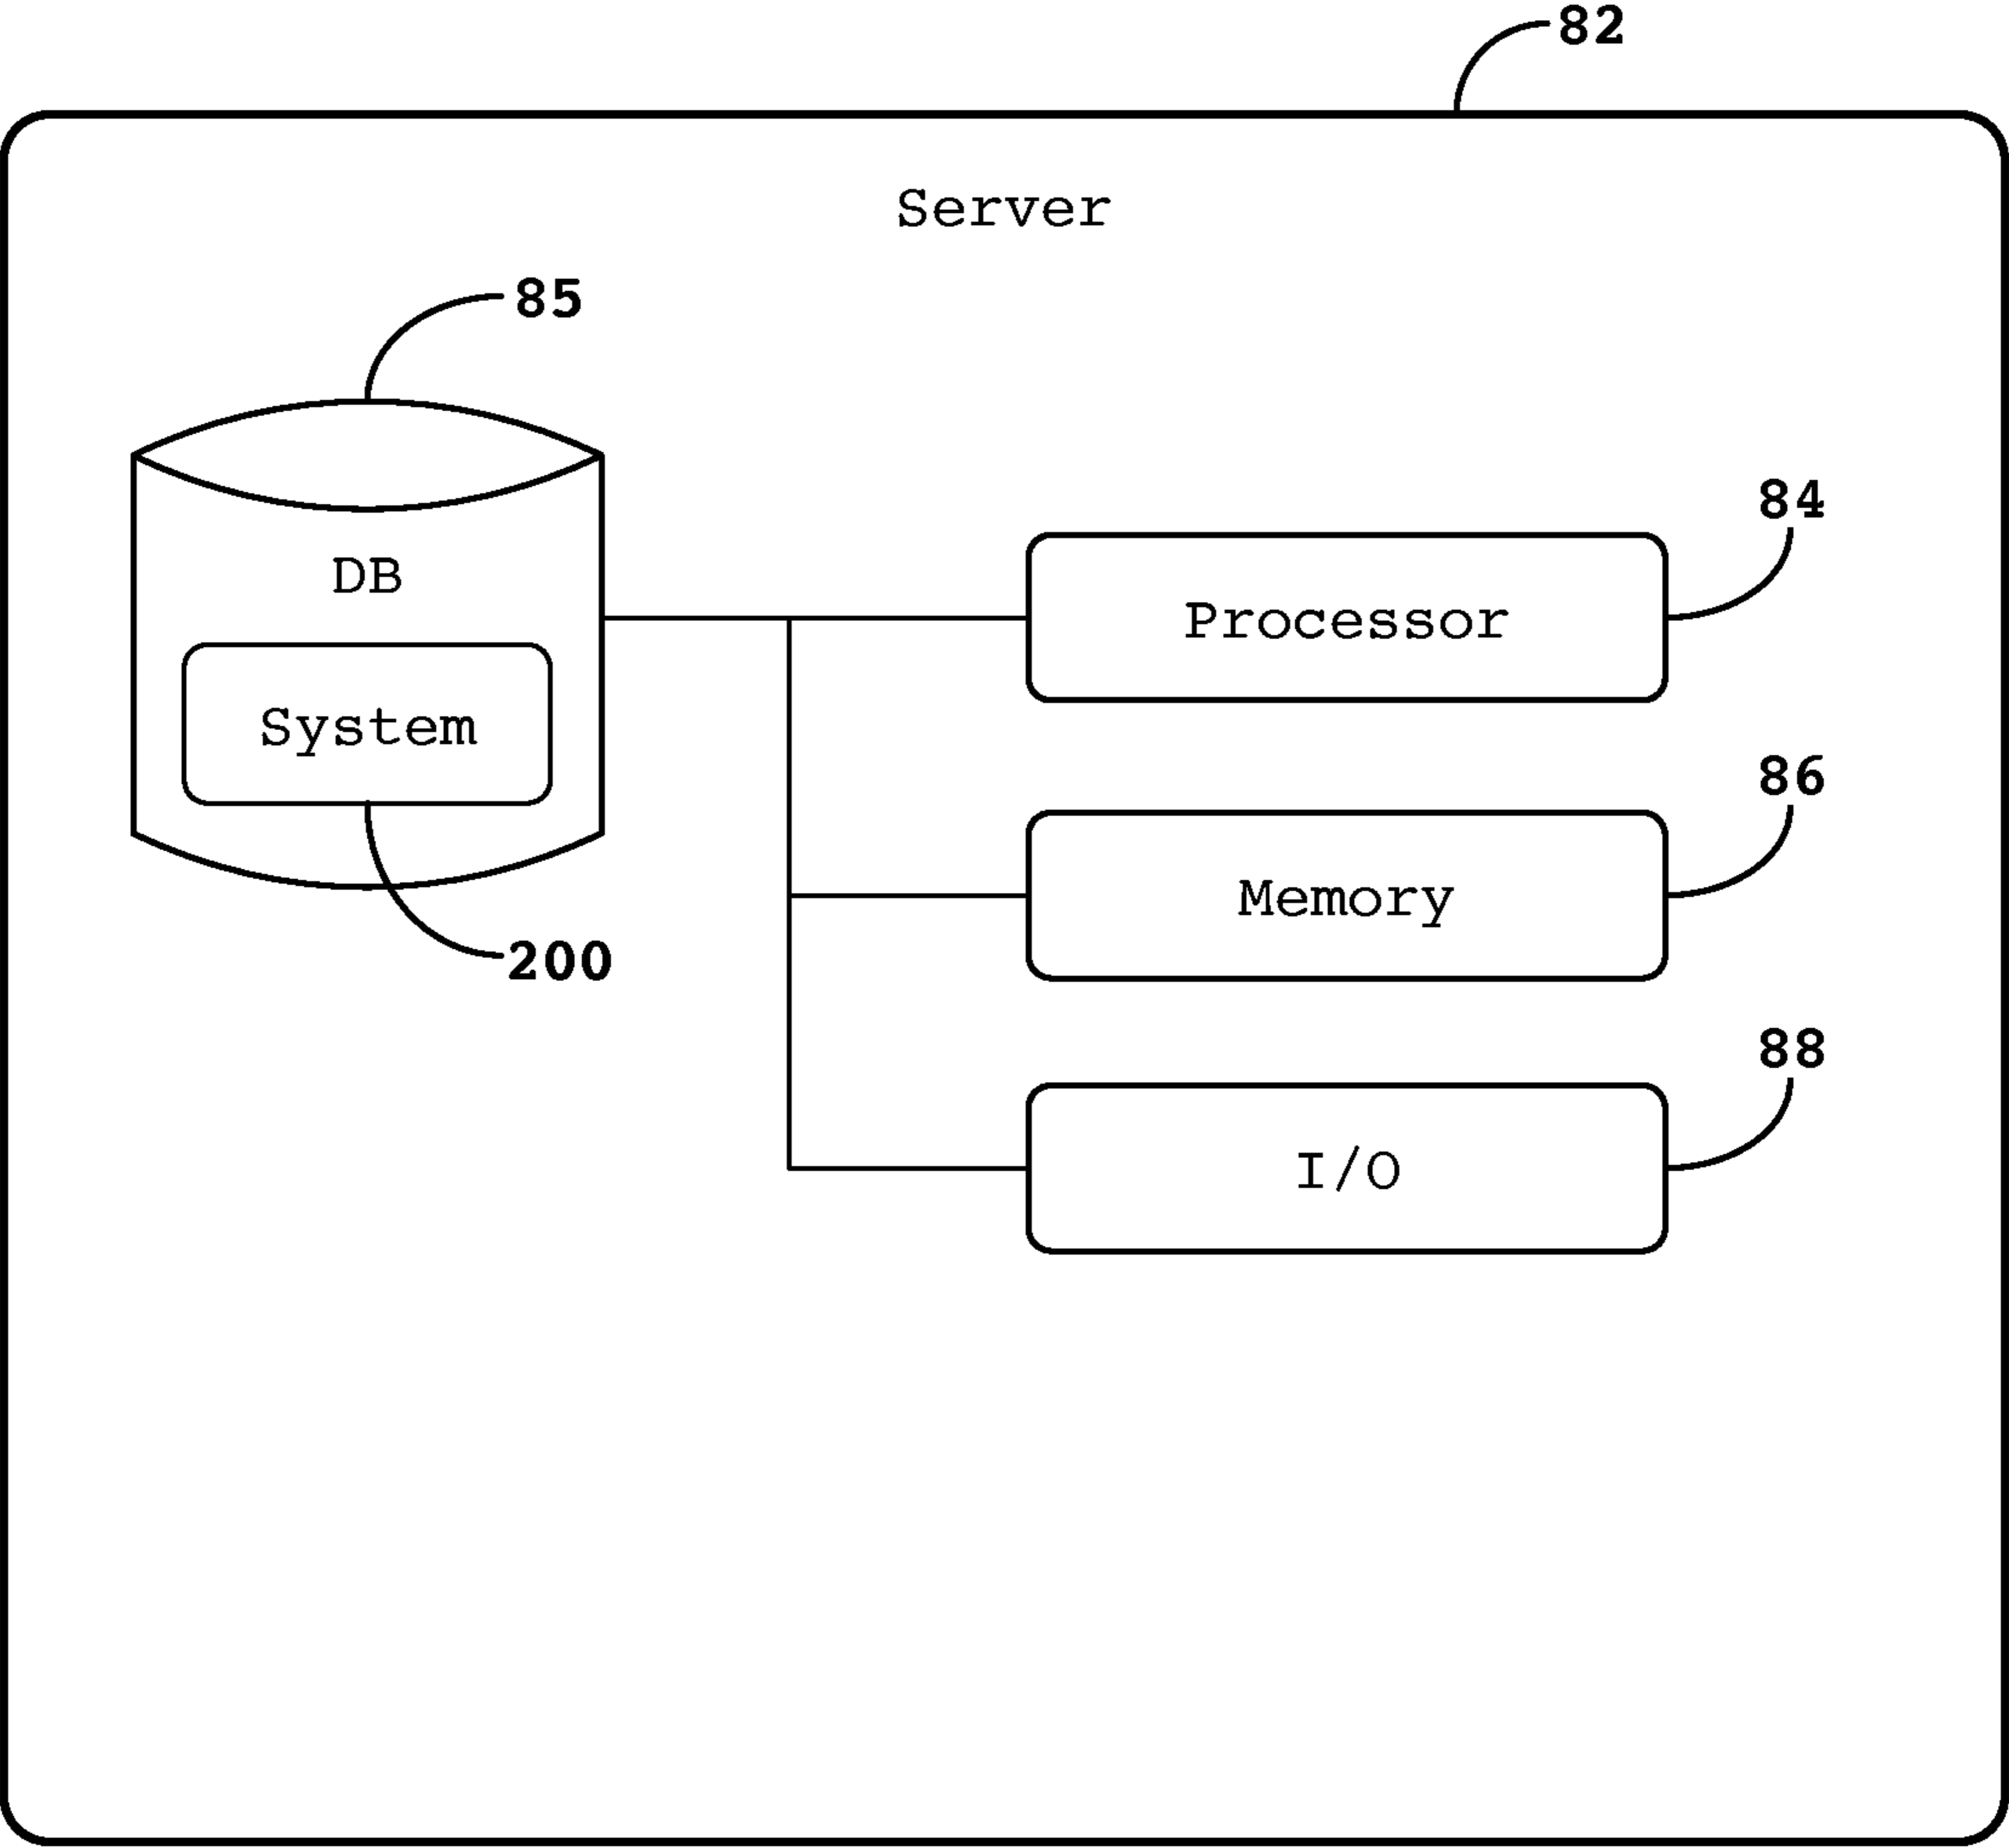 82
Server
85
84
DB
Processor
System
86
Memory
200
88
I/O